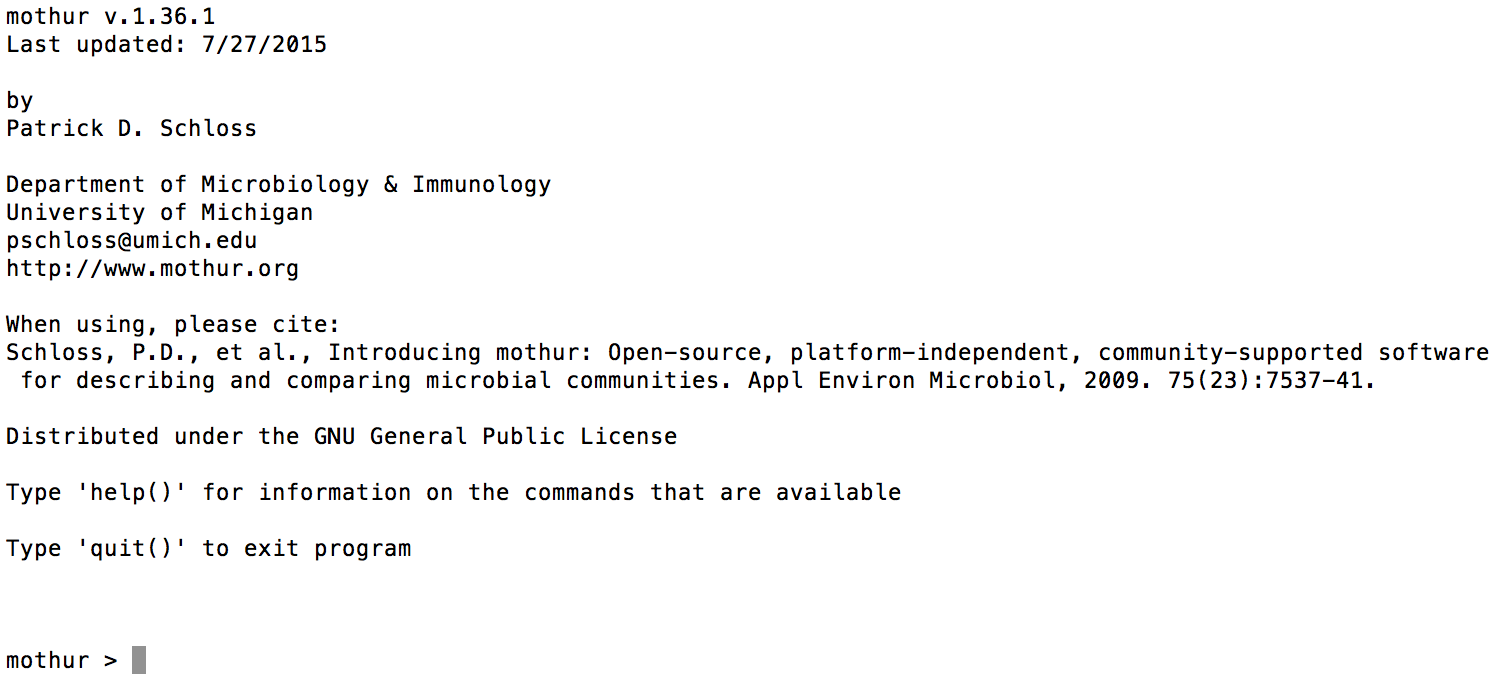 mothur v.1.36.1
Last updated: 7/27/2015
by
Patrick D. Schloss
Department of Microbiology & Immunology
University of Michigan
pschloss@umich.edu
http://www.mothur.org
When using, please cite:
Schloss, P.D., et al., Introducing mothur: Open-source, platform-independent, community-supported software
for describing and comparing microbial communities. Appl Environ Microbiol, 2009. 75(23):7537-41.
Distributed under the GNU General Public License
Type 'help()' for information on the commands that are available
Type 'quit()' to exit program
mothur >